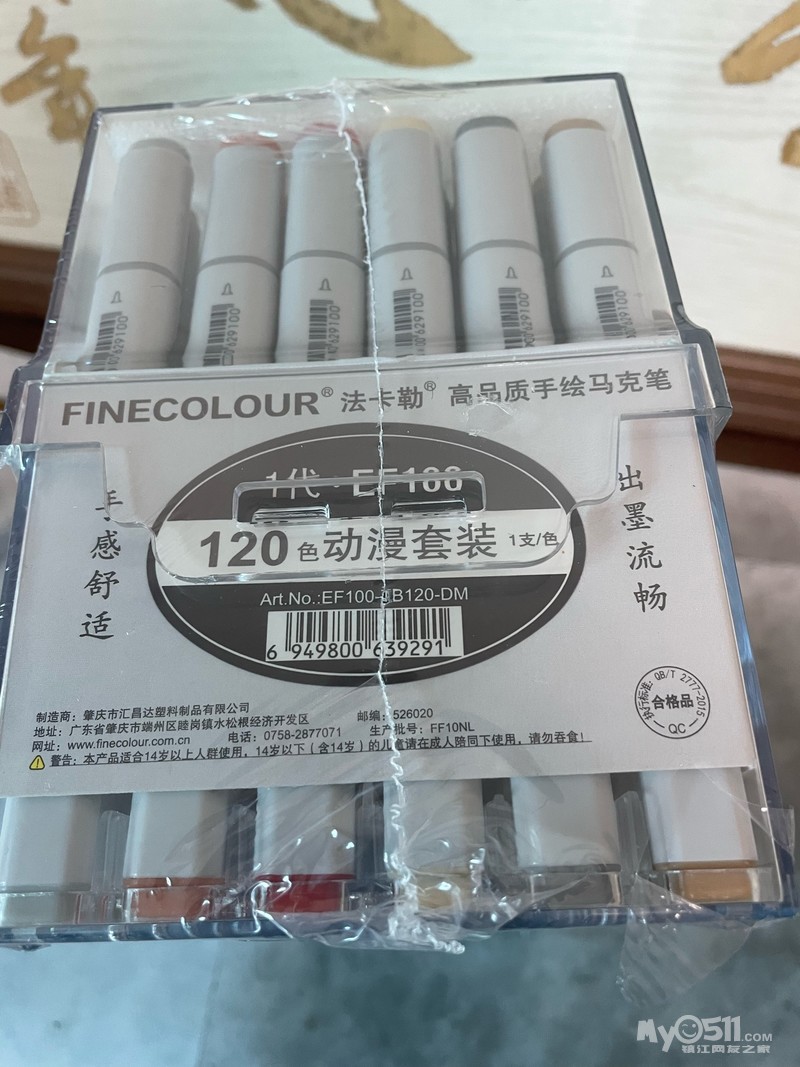 629100
629100
629100
629100
629100
629100
FINECOLOUR® 法卡勒® 高品质手绘马克笔
1代·EF100
120色动漫套装 1支/色
Art.No.:EF100-TB120-DM
6 949800 639291
手感舒适
出墨流畅
制造商：肇庆市汇昌达塑料制品有限公司
地址：广东省肇庆市端州区睦岗镇水松根经济开发区 邮编：526020
网址：www.finecolour.com.cn 电话：0758-2877071 生产批号：FF10NL
警告：本产品适合14岁以上人群使用，14岁以下（含14岁）的儿童请在成人陪同下使用，请勿吞食！
执行标准：QB/T 2777-2015
合格品
QC
MyO511.COM
镇江网友之家